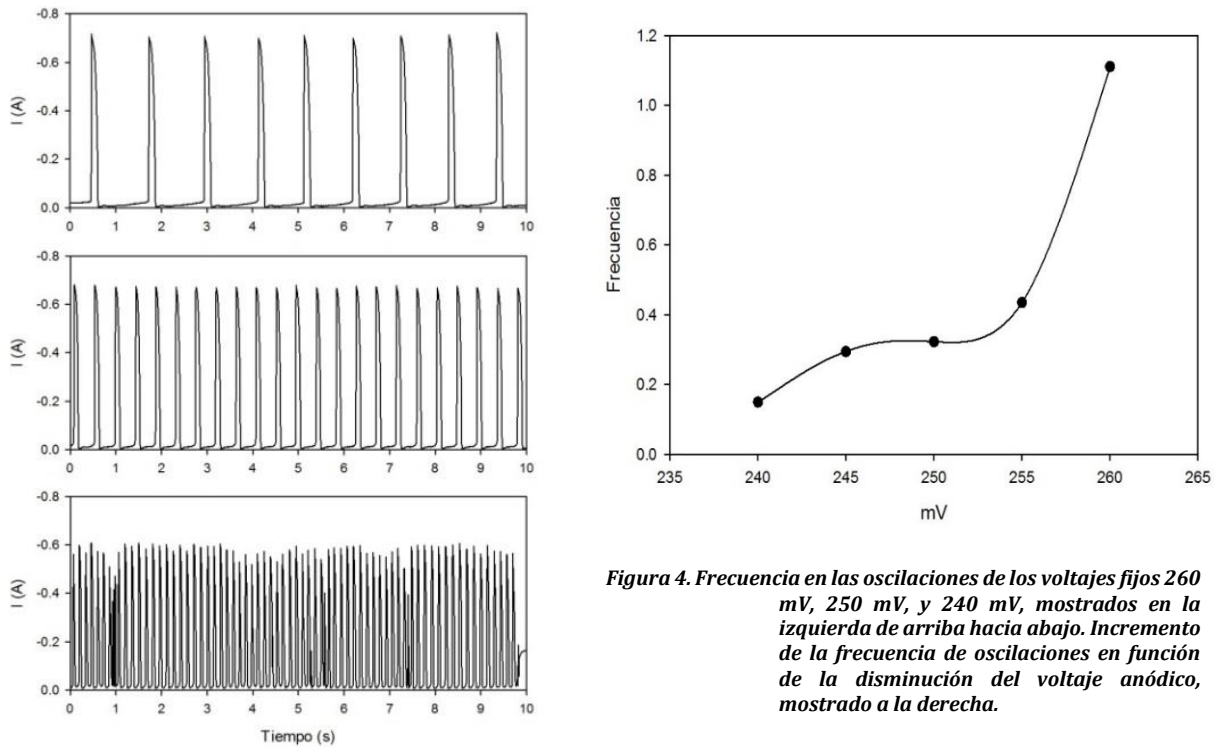 -0.8
-0.6
-0.4
-0.2
0.0
I (A)
0 1 2 3 4 5 6 7 8 9 10
-0.8
-0.6
-0.4
-0.2
0.0
I (A)
0 1 2 3 4 5 6 7 8 9 10
-0.8
-0.6
-0.4
-0.2
0.0
I (A)
0 1 2 3 4 5 6 7 8 9 10
Tiempo (s)
1.2
1.0
0.8
0.6
0.4
0.2
0.0
Frecuencia
235 240 245 250 255 260 265
mV
Figura 4. Frecuencia en las oscilaciones de los voltajes fijos 260
mV, 250 mV, y 240 mV, mostrados en la
izquierda de arriba hacia abajo. Incremento
de la frecuencia de oscilaciones en función
de la disminución del voltaje anódico,
mostrado a la derecha.